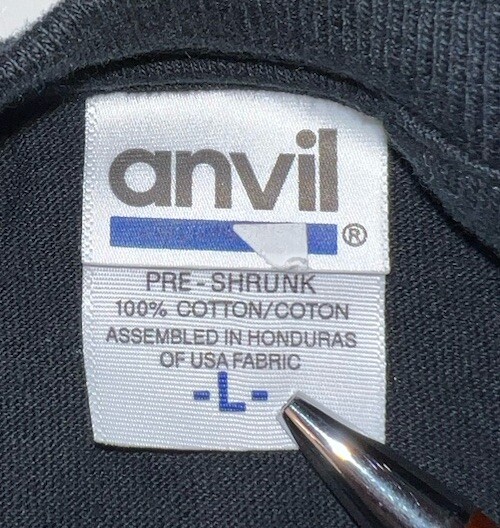 anvil
®
PRE-SHRUNK
100% COTTON/COTON
ASSEMBLED IN HONDURAS
OF USA FABRIC
-L-